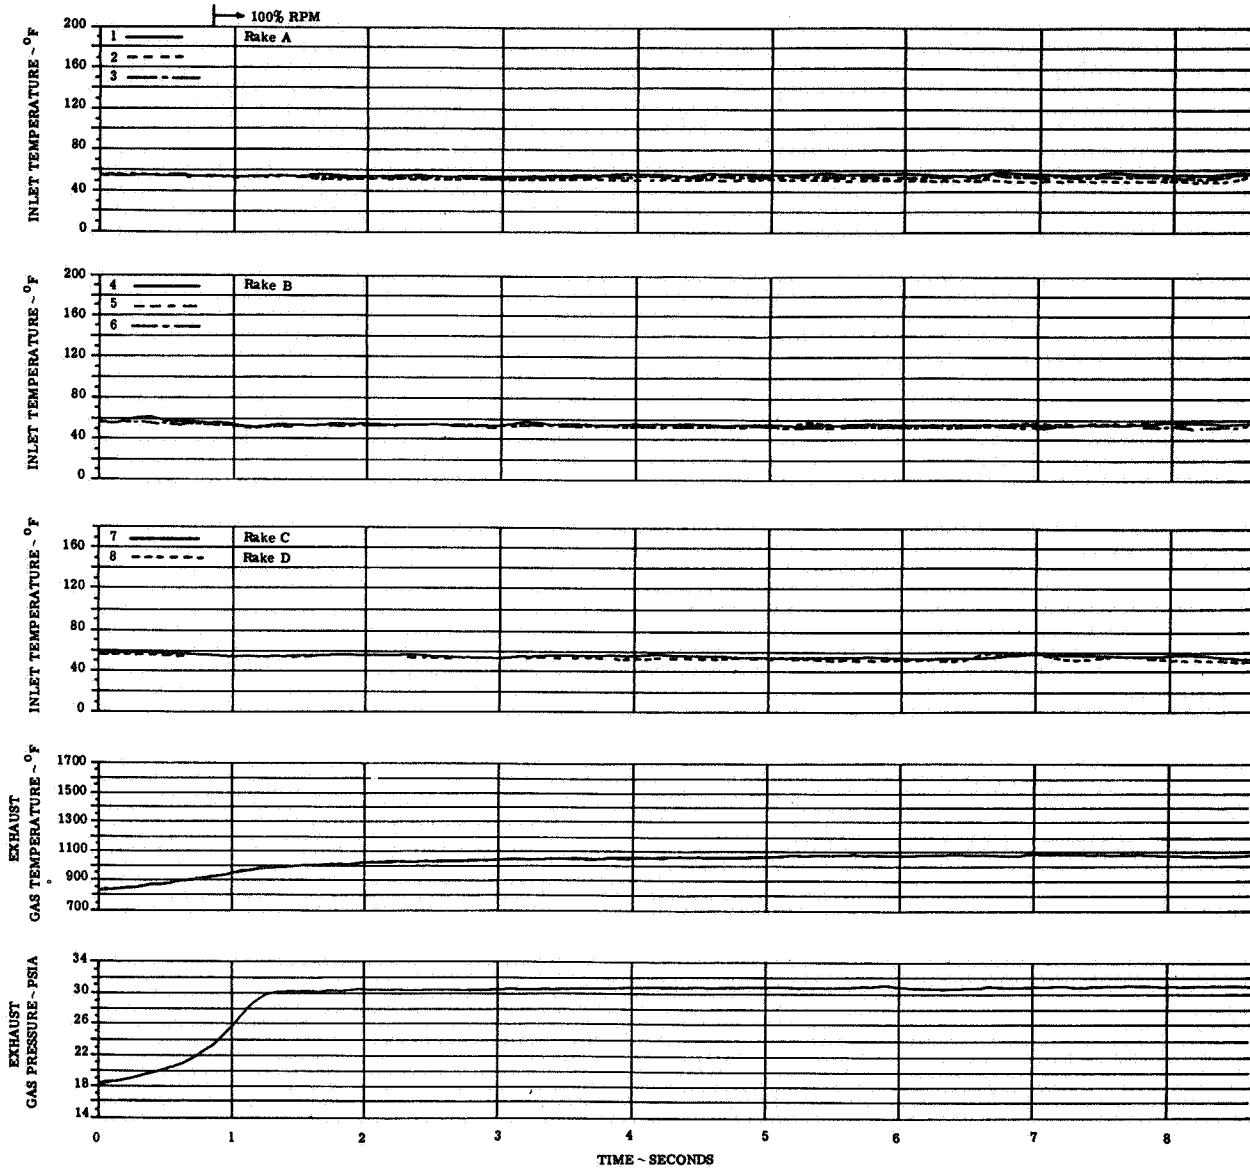 100% RPM
INLET TEMPERATURE ~ °F
200
160
120
80
40
0
1
2
3
Rake A
INLET TEMPERATURE ~ °F
200
160
120
80
40
0
4
5
6
Rake B
INLET TEMPERATURE ~ °F
160
120
80
40
0
7
8
Rake C
Rake D
EXHAUST
GAS TEMPERATURE ~ °F
1700
1500
1300
1100
900
700
EXHAUST
GAS PRESSURE ~ PSIA
34
30
26
22
18
14
0 1 2 3 4 5 6 7 8
TIME ~ SECONDS